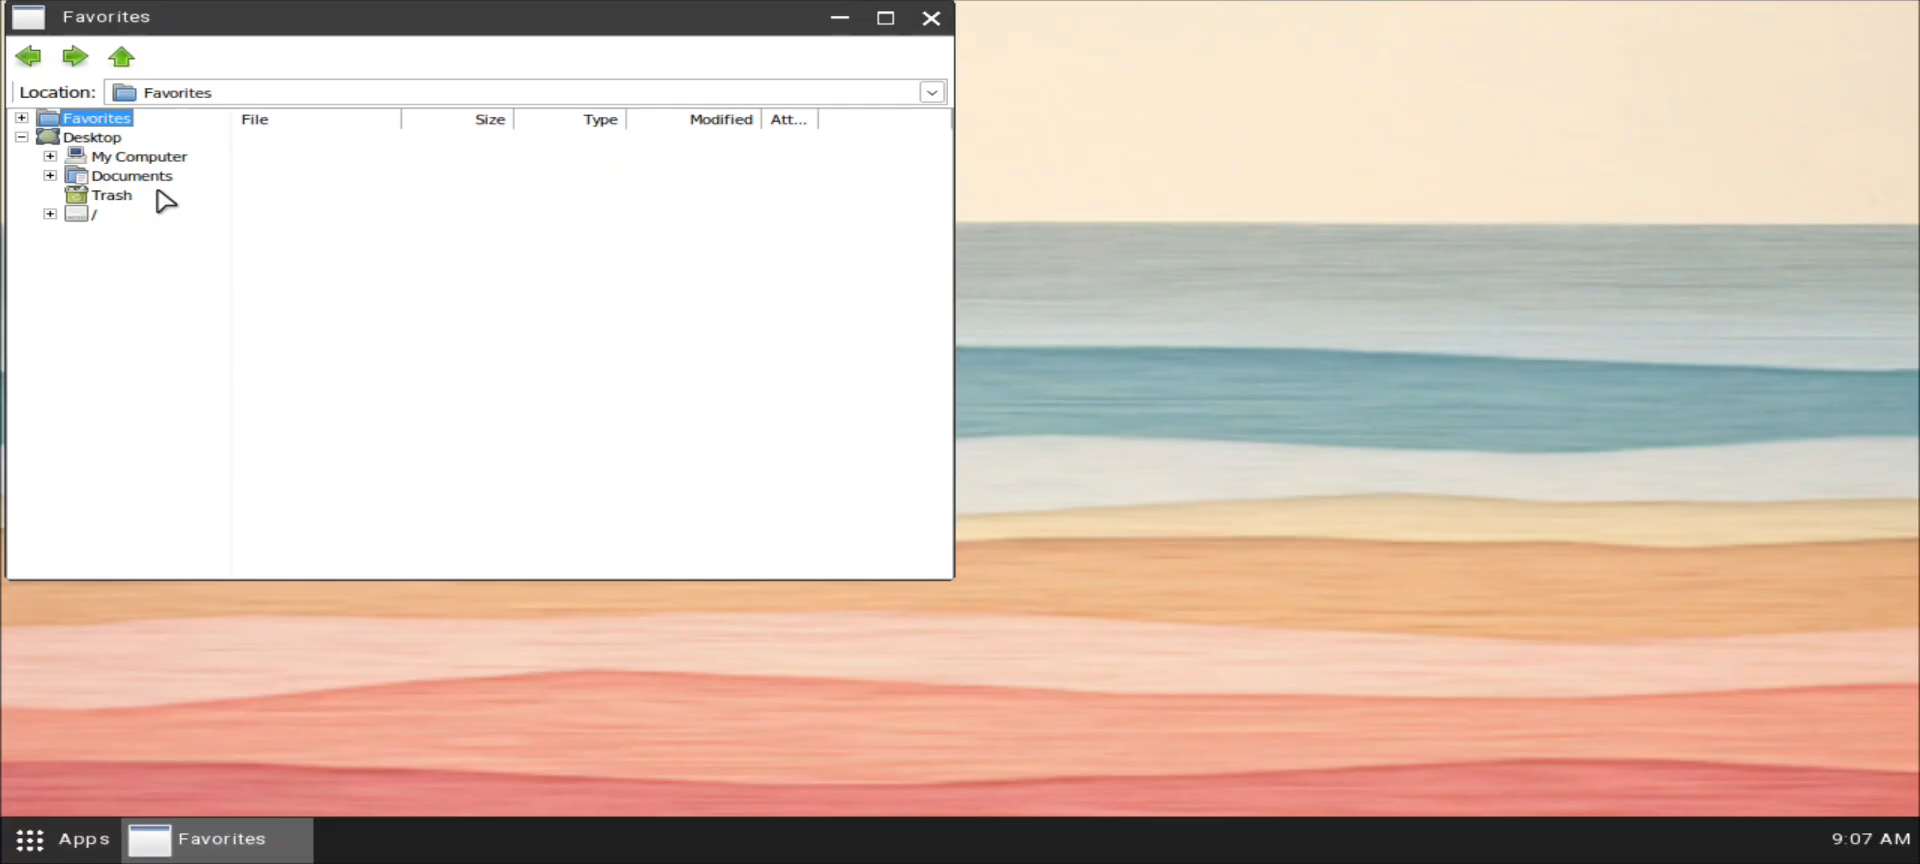 Favorites
Location: Favorites
Favorites
File Size Type Modified Att...
Desktop
My Computer
Documents
Trash
/
Apps Favorites 9:07 AM